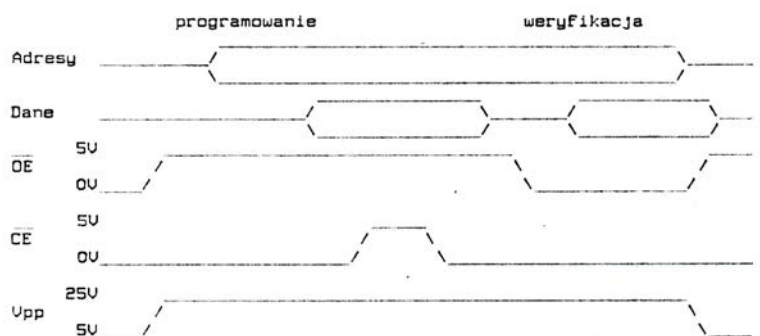 programowanie weryfikacja
Adresy
Dane
5V
OE
0V
5V
CE
0V
25V
Vpp
5V